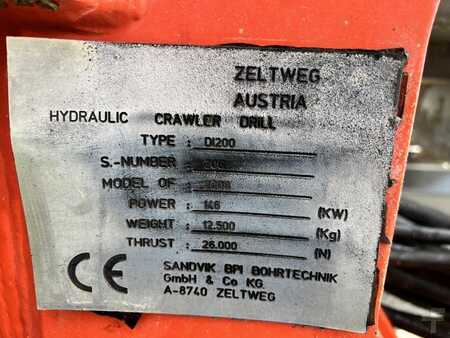 ZELTWEG
AUSTRIA
HYDRAULIC CRAWLER DRILL
TYPE : DI200
S.-NUMBER :
MODEL OF :
POWER : 146 (KW)
WEIGHT : 12.500 (Kg)
THRUST : 26.000 (N)
CE SANDVIK BPI BOHRTECHNIK
GmbH & Co KG.
A-8740 ZELTWEG